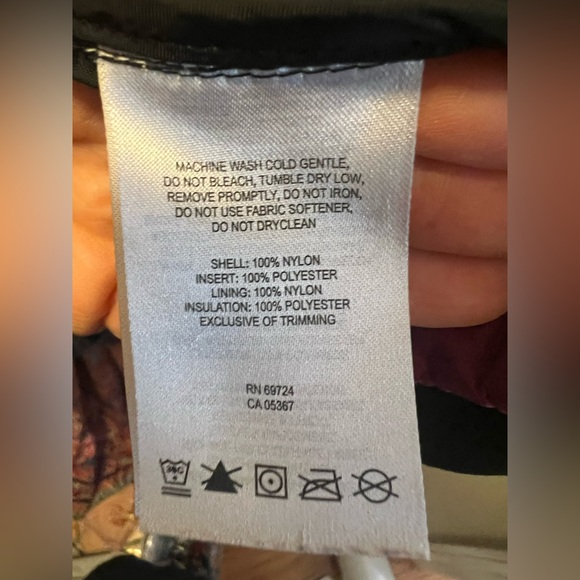 MACHINE WASH COLD GENTLE,
DO NOT BLEACH, TUMBLE DRY LOW,
REMOVE PROMPTLY, DO NOT IRON,
DO NOT USE FABRIC SOFTENER,
DO NOT DRYCLEAN
SHELL: 100% NYLON
INSERT: 100% POLYESTER
LINING: 100% NYLON
INSULATION: 100% POLYESTER
EXCLUSIVE OF TRIMMING
RN 69724
CA 05367